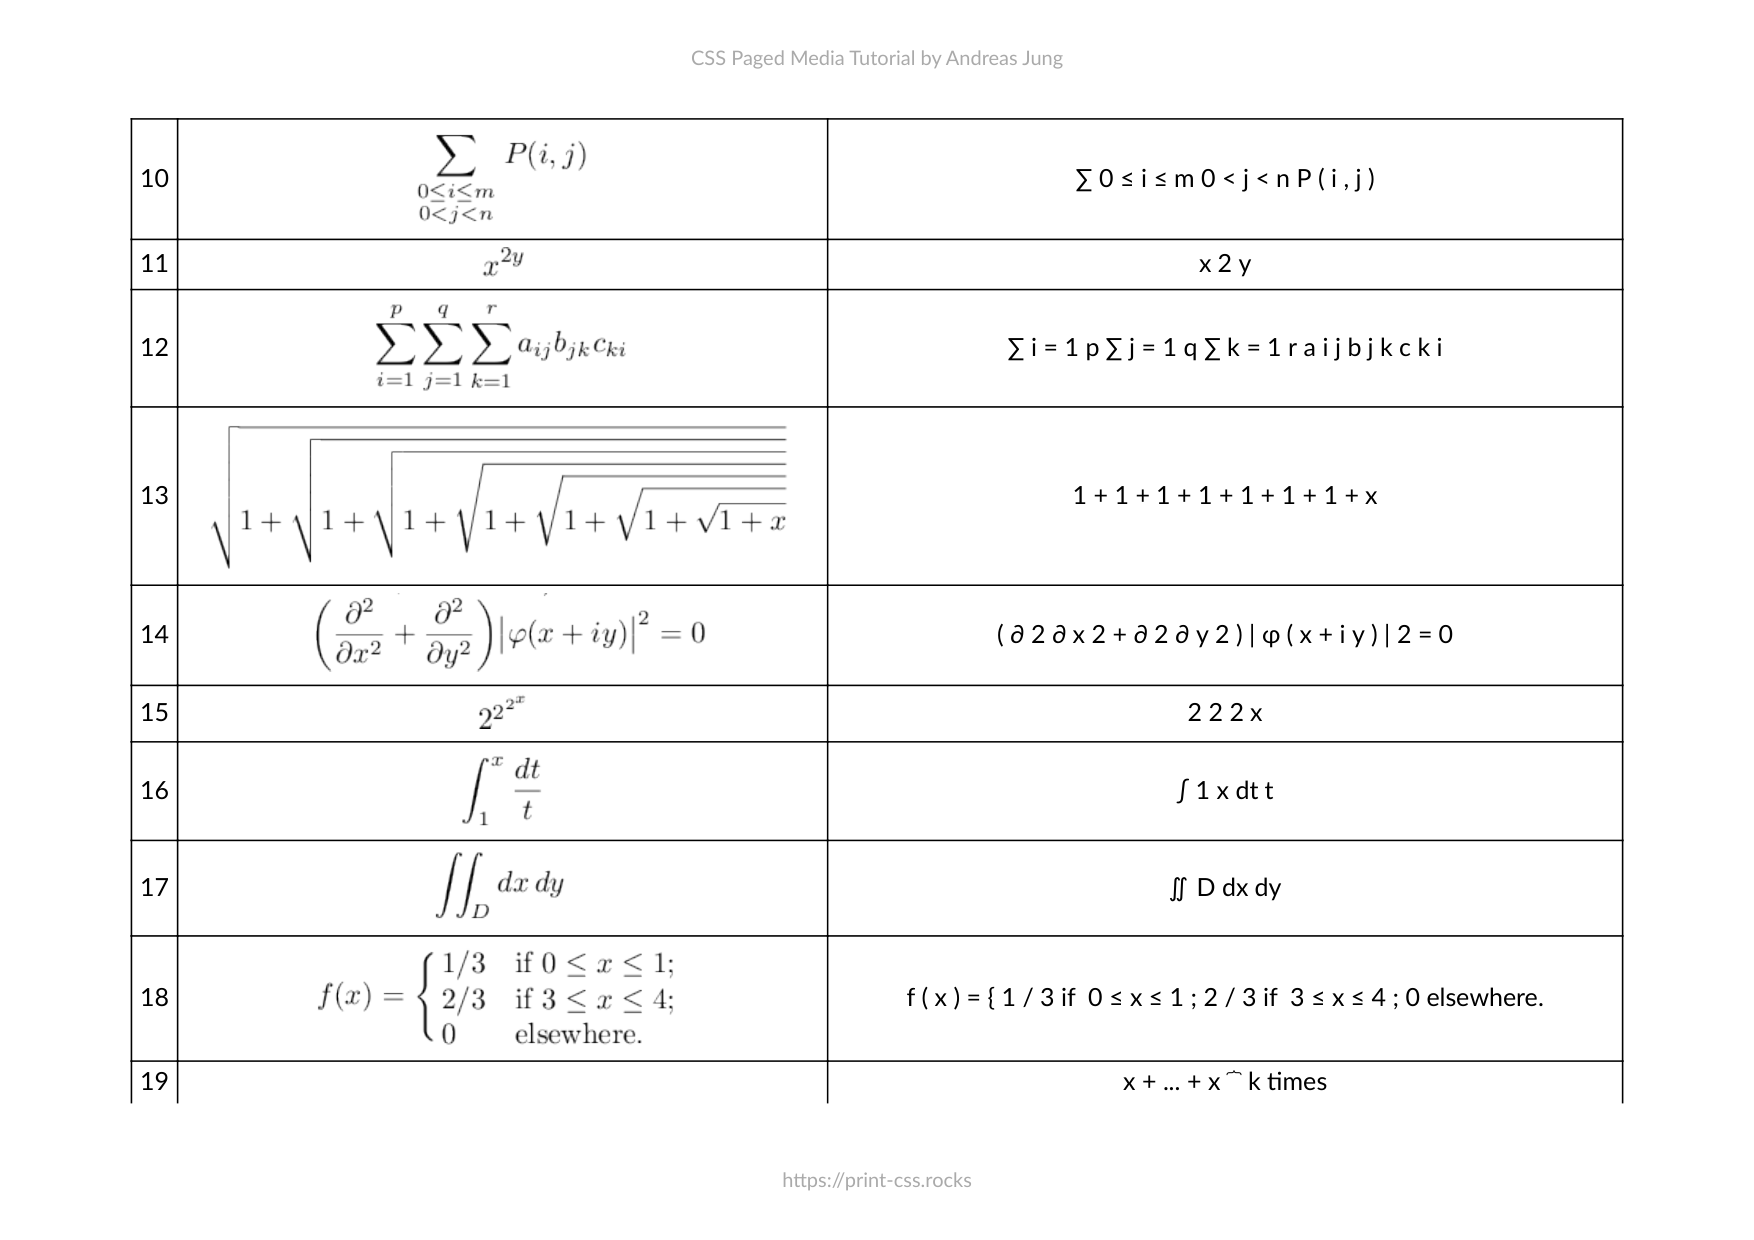 CSS Paged Media Tutorial by Andreas Jung
10 $\sum_{\substack{0 \le i \le m \\ 0 < j < n}} P(i, j)$ ∑ 0 ≤ i ≤ m 0 < j < n P ( i , j )
11 $x^{2y}$ x 2 y
12 $\sum_{i=1}^{p} \sum_{j=1}^{q} \sum_{k=1}^{r} a_{ij} b_{jk} c_{ki}$ ∑ i = 1 p ∑ j = 1 q ∑ k = 1 r a i j b j k c k i
13 $\sqrt{1+\sqrt{1+\sqrt{1+\sqrt{1+\sqrt{1+\sqrt{1+\sqrt{1+x}}}}}}}$ 1 + 1 + 1 + 1 + 1 + 1 + 1 + x
14 $\left(\frac{\partial^2}{\partial x^2} + \frac{\partial^2}{\partial y^2}\right) |\varphi(x+iy)|^2 = 0$ ( ∂ 2 ∂ x 2 + ∂ 2 ∂ y 2 ) | φ ( x + i y ) | 2 = 0
15 $2^{2^{2^x}}$ 2 2 2 x
16 $\int_1^x \frac{dt}{t}$ ∫ 1 x dt t
17 $\iint_D dx\,dy$ ∬ D dx dy
18 $f(x) = \begin{cases} 1/3 & \text{if } 0 \le x \le 1; \\ 2/3 & \text{if } 3 \le x \le 4; \\ 0 & \text{elsewhere.} \end{cases}$ f ( x ) = { 1 / 3 if 0 ≤ x ≤ 1 ; 2 / 3 if 3 ≤ x ≤ 4 ; 0 elsewhere.
19 x + ... + x ⏞ k times
https://print-css.rocks